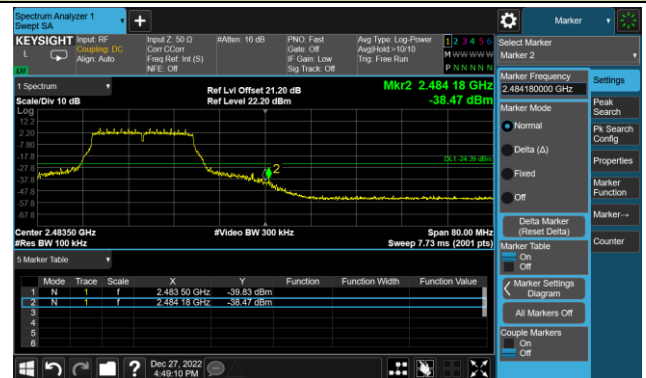 Spectrum Analyzer 1
Swept SA
Marker
KEYSIGHT Input: RF Input Z: 50 Ω #Atten: 16 dB PNO: Fast Avg Type: Log-Power 1 2 3 4 5 6
L Coupling: DC Corr CCorr Gate: Off Avg|Hold:>10/10 M W W W W W
Align: Auto Freq Ref: Int (S) IF Gain: Low Trig: Free Run
NFE: Off Sig Track: Off P N N N N N
Select Marker
Marker 2
1 Spectrum
Ref Lvl Offset 21.20 dB
Mkr2 2.484 18 GHz
Scale/Div 10 dB
Ref Level 22.20 dBm
-38.47 dBm
Log
12.2
2.20
-7.80
-17.8
DL1 -24.39 dBm
-27.8
2
-37.8
-47.8
-57.8
-67.8
Center 2.48350 GHz
#Video BW 300 kHz
Span 80.00 MHz
#Res BW 100 kHz
Sweep 7.73 ms (2001 pts)
5 Marker Table
Mode Trace Scale X Y Function Function Width Function Value
1 N 1 f 2.483 50 GHz -39.83 dBm
2 N 1 f 2.484 18 GHz -38.47 dBm
3
4
5
6
Marker Frequency
2.484180000 GHz
Marker Mode
Normal
Delta (Δ)
Fixed
Off
Delta Marker
(Reset Delta)
Marker Table
On
Off
Marker Settings
Diagram
All Markers Off
Couple Markers
On
Off
Settings
Peak
Search
Pk Search
Config
Properties
Marker
Function
Marker→
Counter
?
Dec 27, 2022
4:49:10 PM